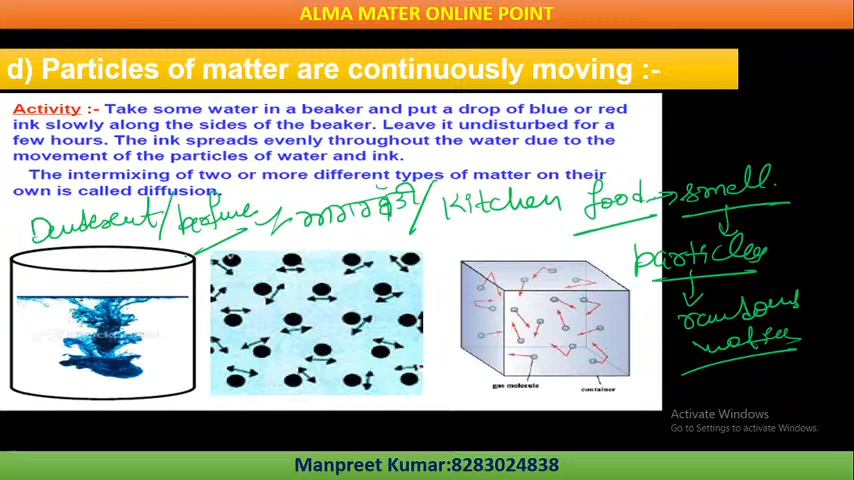 ALMA MATER ONLINE POINT
d) Particles of matter are continuously moving :-
Activity :- Take some water in a beaker and put a drop of blue or red
ink slowly along the sides of the beaker. Leave it undisturbed for a
few hours. The ink spreads evenly throughout the water due to the
movement of the particles of water and ink.
The intermixing of two or more different types of matter on their
own is called diffusion.
/ Kitchen food → smell.
particles
random
motion
gas molecule
container
Activate Windows
Go to Settings to activate Windows.
Manpreet Kumar:8283024838